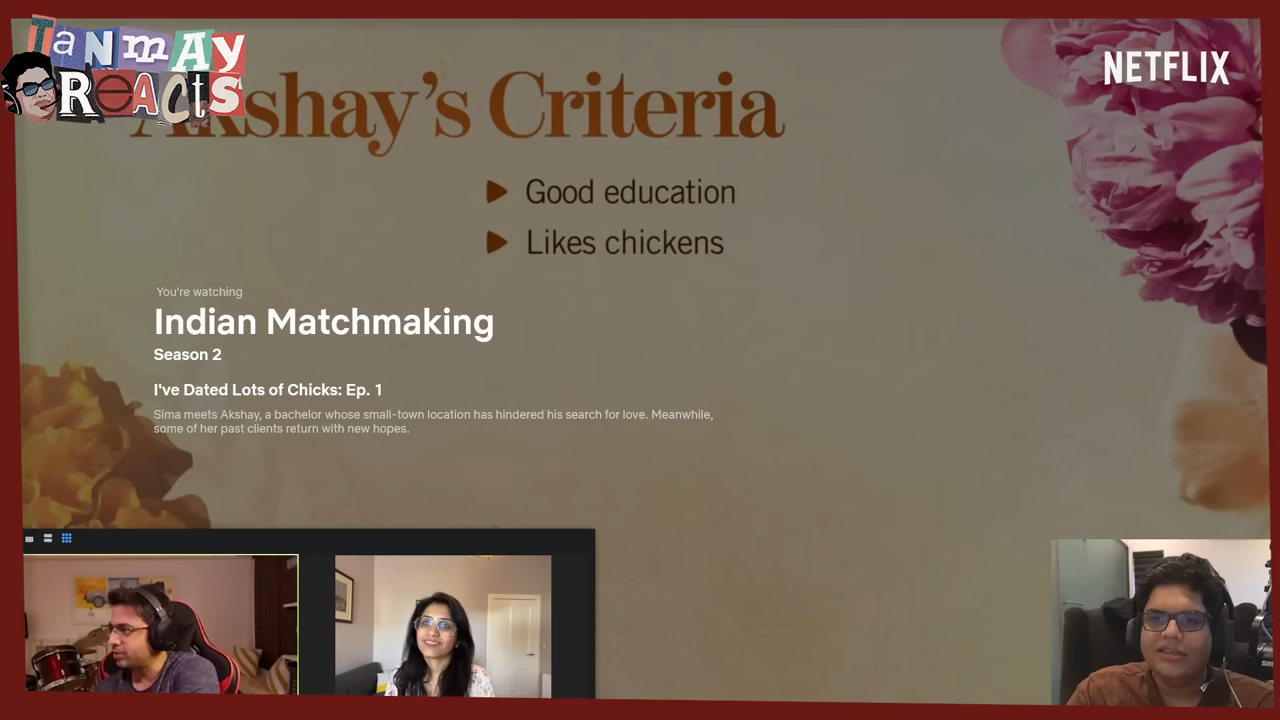 TaNmAy
ReActs
NETFLIX
Akshay's Criteria
Good education
Likes chickens
You're watching
Indian Matchmaking
Season 2
I've Dated Lots of Chicks: Ep. 1
Sima meets Akshay, a bachelor whose small-town location has hindered his search for love. Meanwhile,
some of her past clients return with new hopes.